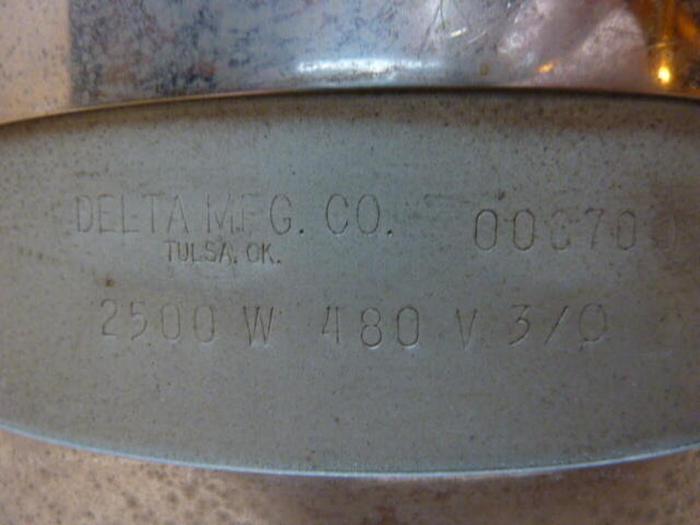 DELTA MFG. CO.
TULSA, OK.
2500 W 480 V 3/O